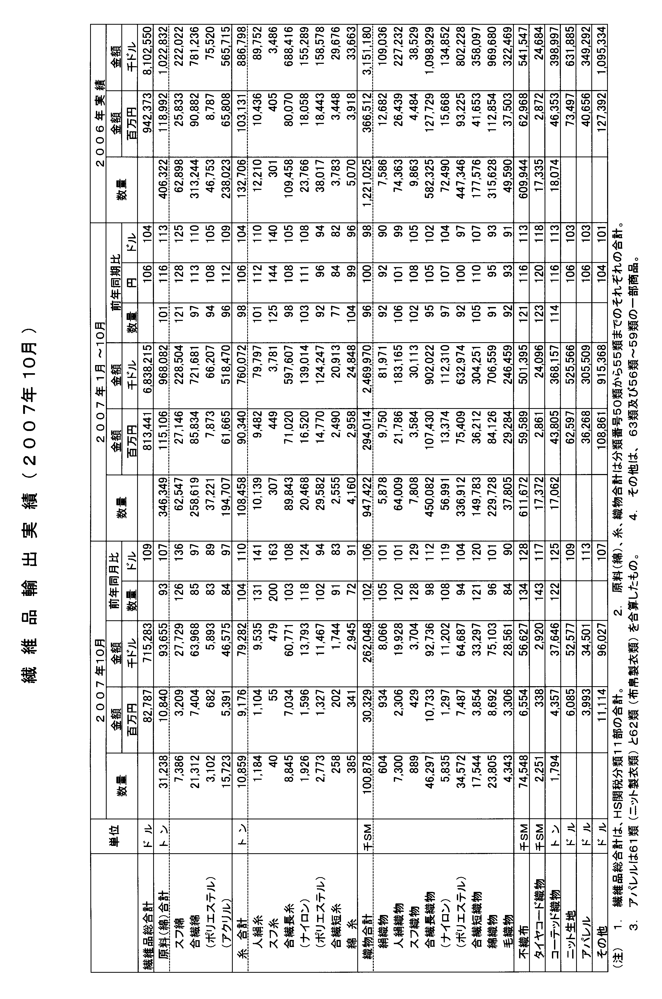 繊維品輸出実績（2007年10月）
単位 2007年10月 2007年1月～10月 2006年実績
数量 金額 金額 前年同月比 数量 金額 金額 前年同期比 数量 金額 金額
百万円 千ドル 数量 ドル 百万円 千ドル 数量 円 ドル 百万円 千ドル
繊維品総合計 ドル 82,787 715,283 109 813,441 6,838,215 106 104 942,373 8,102,550
原料(綿)合計 トン 31,238 10,840 93,655 93 107 346,349 115,106 968,082 101 116 113 406,322 118,992 1,022,832
スフ綿 7,386 3,209 27,729 126 136 62,547 27,146 228,504 121 128 125 62,898 25,833 222,022
合繊綿 21,312 7,404 63,968 85 97 258,619 85,834 721,681 97 113 110 313,244 90,882 781,236
(ポリエステル) 3,102 682 5,893 83 89 37,221 7,873 66,207 94 108 105 46,753 8,787 75,520
(アクリル) 15,723 5,391 46,575 84 97 194,707 61,665 518,470 96 112 109 238,023 65,808 565,715
糸 合計 トン 10,859 9,176 79,282 104 110 108,458 90,340 760,072 98 106 104 132,706 103,131 886,798
人絹糸 1,184 1,104 9,535 131 141 10,139 9,482 79,797 101 112 110 12,210 10,436 89,752
スフ糸 40 55 479 200 163 307 449 3,781 125 144 140 301 405 3,486
合繊長糸 8,845 7,034 60,771 103 108 89,843 71,020 597,607 98 108 105 109,458 80,070 688,416
(ナイロン) 1,926 1,596 13,793 118 124 20,468 16,520 139,014 103 111 108 23,766 18,058 155,289
(ポリエステル) 2,773 1,327 11,467 102 94 29,582 14,770 124,247 92 96 94 38,017 18,443 158,578
合繊短糸 258 202 1,744 91 83 2,555 2,490 20,913 77 84 82 3,783 3,448 29,676
綿 糸 385 341 2,945 72 91 4,160 2,958 24,848 104 99 96 5,070 3,918 33,663
織物合計 千SM 100,878 30,329 262,048 102 106 947,422 294,014 2,469,970 96 100 98 1,221,025 366,512 3,151,180
絹織物 604 934 8,066 105 101 5,878 9,750 81,971 92 92 90 7,586 12,682 109,036
人絹織物 7,300 2,306 19,928 120 101 64,009 21,786 183,165 106 101 99 74,363 26,439 227,232
スフ織物 889 429 3,704 128 129 7,808 3,584 30,113 102 108 105 9,863 4,484 38,529
合繊長織物 46,297 10,733 92,736 98 112 450,082 107,430 902,022 95 105 102 582,325 127,729 1,098,929
(ナイロン) 5,835 1,297 11,202 108 119 56,991 13,374 112,310 97 107 104 72,490 15,668 134,852
(ポリエステル) 34,572 7,487 64,687 94 104 336,912 75,409 632,974 92 100 97 447,346 93,225 802,228
合繊短織物 17,544 3,854 33,297 121 120 149,783 36,212 304,251 105 110 107 177,576 41,653 358,097
綿織物 23,805 8,692 75,103 96 101 229,728 84,126 706,559 91 95 93 315,628 112,854 969,680
毛織物 4,343 3,306 28,561 84 90 37,805 29,284 246,459 92 93 91 49,590 37,503 322,469
不織布 千SM 74,548 6,554 56,627 134 128 611,672 59,589 501,395 121 116 113 609,944 62,968 541,547
タイヤコード織物 千SM 2,251 338 2,920 143 117 17,372 2,861 24,096 123 120 118 17,335 2,872 24,684
コーテッド織物 トン 1,794 4,357 37,646 122 125 17,062 43,805 368,157 114 116 113 18,074 46,353 398,997
ニット生地 ドル 6,085 52,577 109 62,597 525,566 106 103 73,497 631,885
アパレル ドル 3,993 34,501 113 36,268 305,509 106 103 40,656 349,292
その他 ドル 11,114 96,027 107 108,861 915,368 104 101 127,392 1,095,334
(注) 1. 繊維品総合計は、HS関税分類11部の合計。 2. 原料(綿)、糸、織物合計は分類番号50類から55類までのそれぞれの合計。
3. アパレルは61類（ニット製衣類）と62類（布帛製衣類）を合算したもの。 4. その他は、63類及び56類～59類の一部商品。